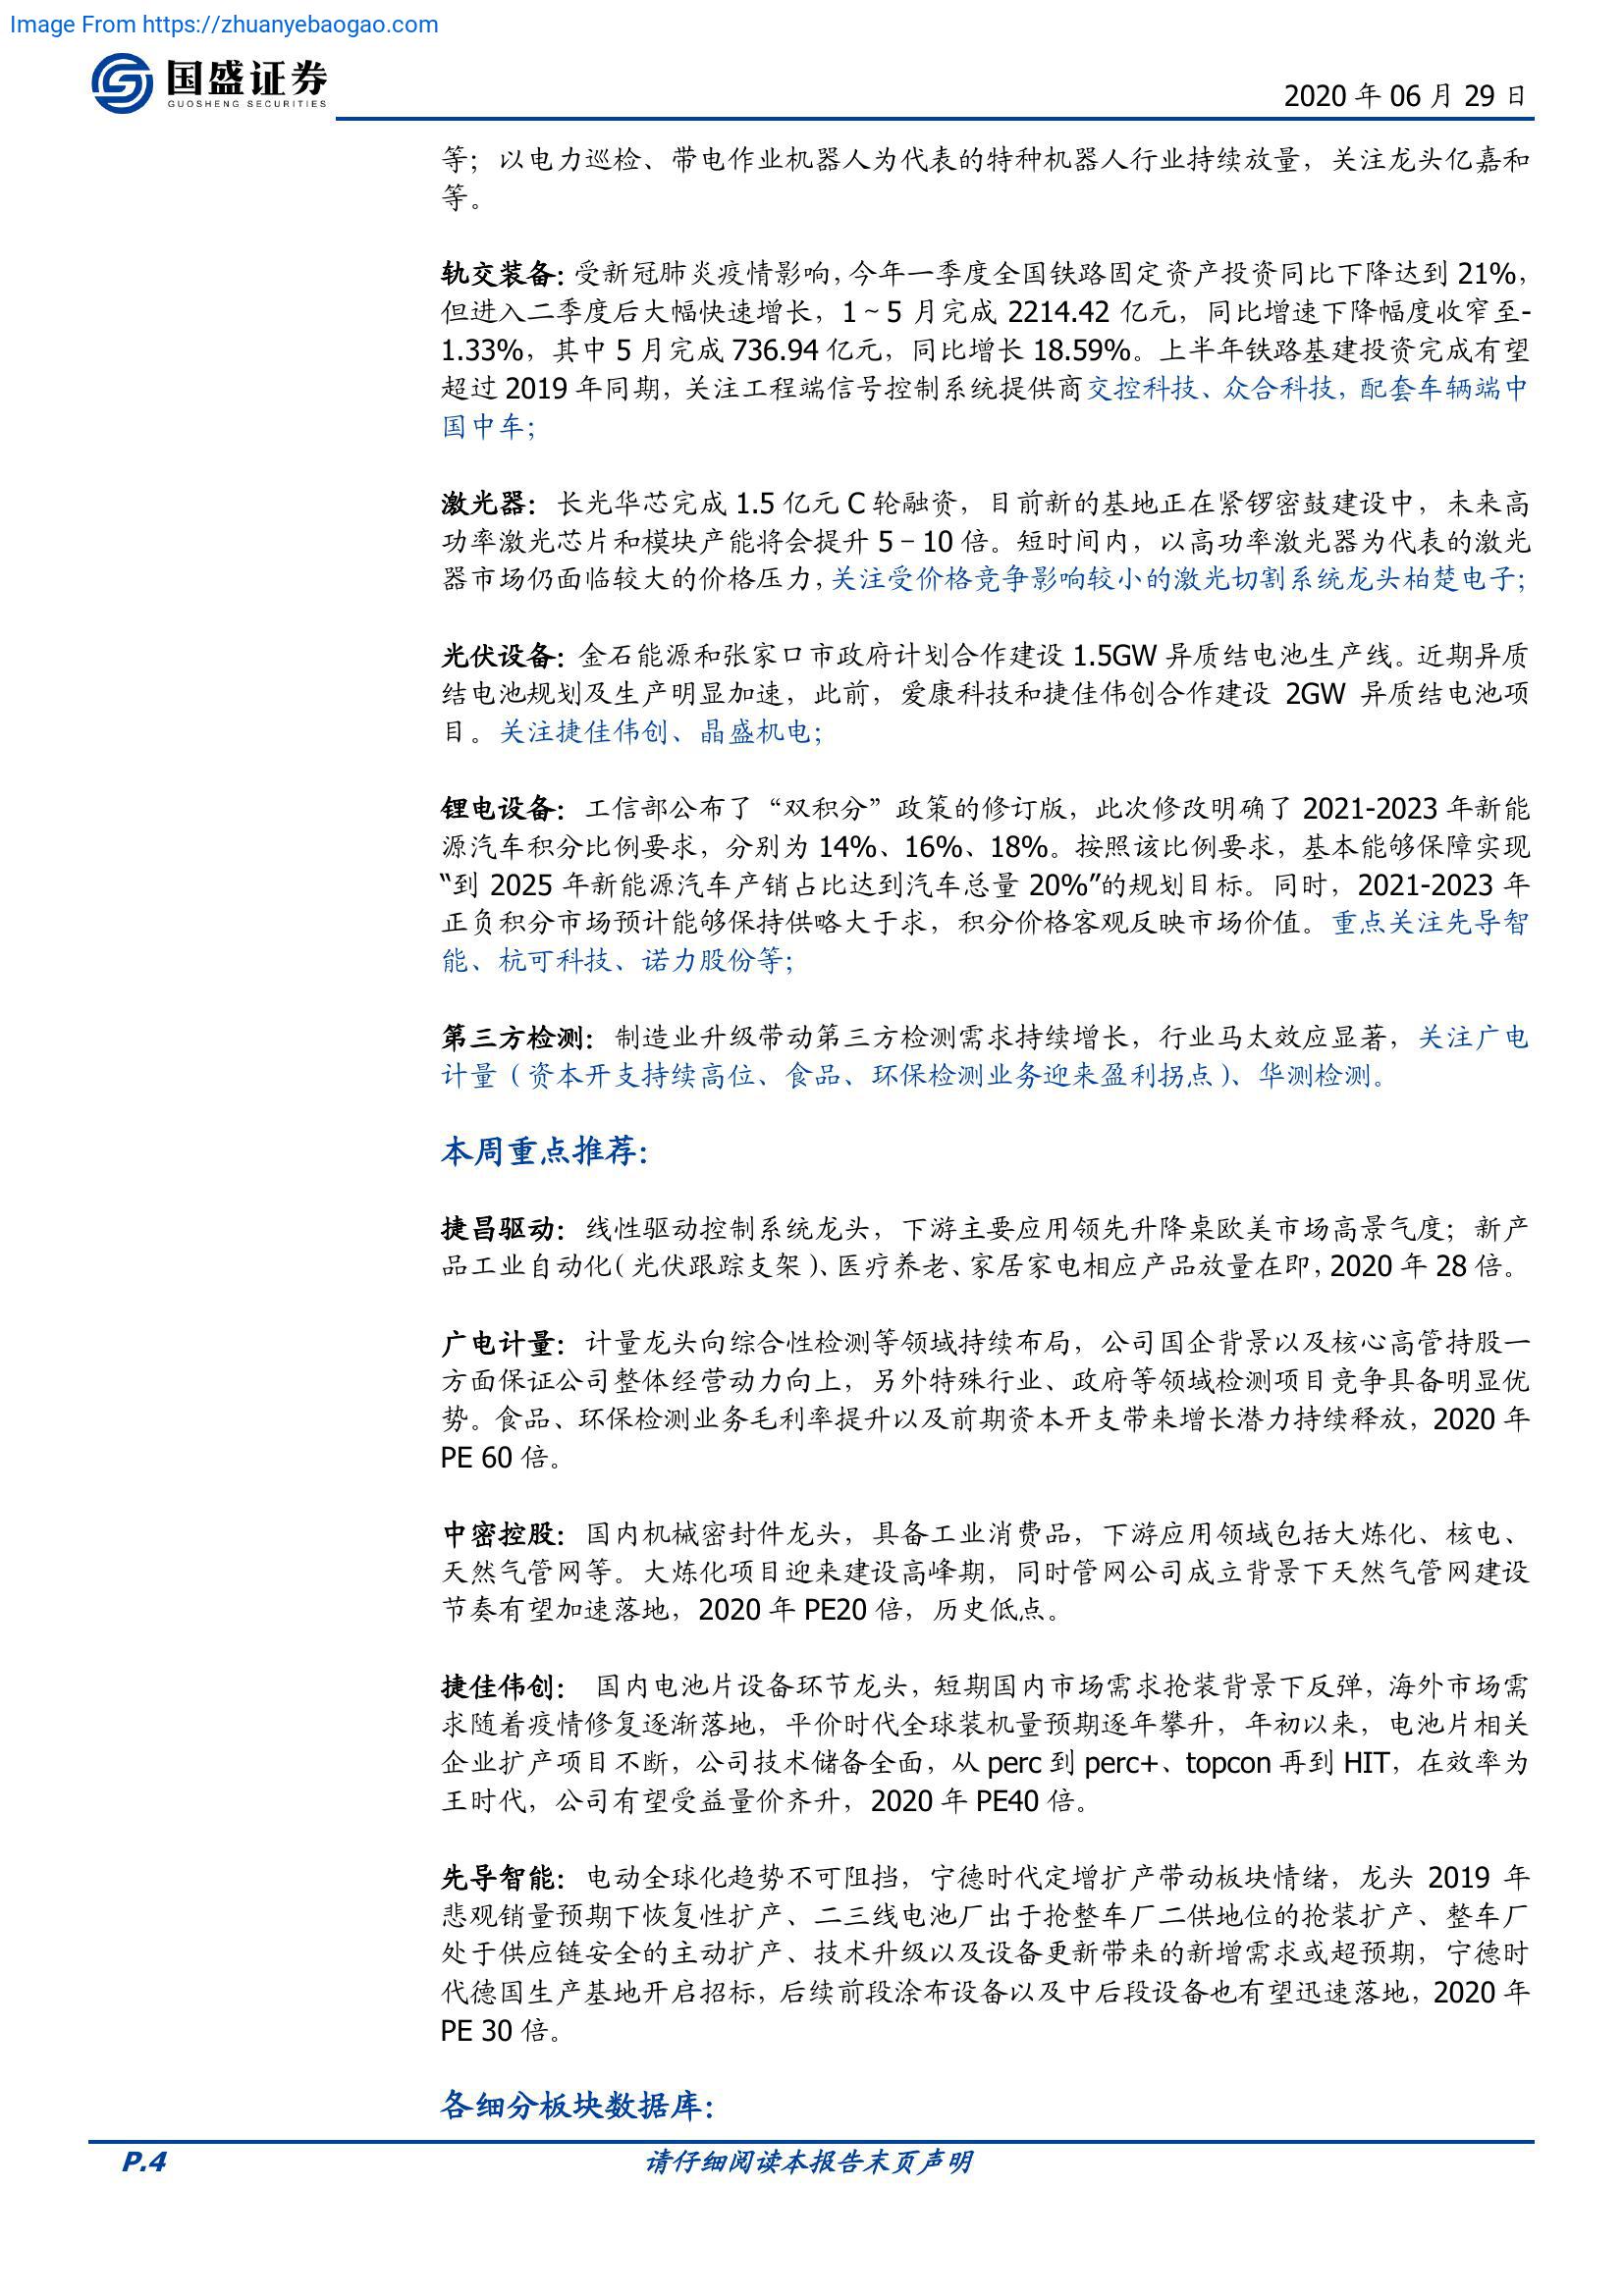 Image From https://zhuanyebaogao.com
国盛证券
GUOSHENG SECURITIES
2020 年 06 月 29 日
等；以电力巡检、带电作业机器人为代表的特种机器人行业持续放量，关注龙头亿嘉和
等。
轨交装备：受新冠肺炎疫情影响，今年一季度全国铁路固定资产投资同比下降达到 21%，
但进入二季度后大幅快速增长，1～5 月完成 2214.42 亿元，同比增速下降幅度收窄至-
1.33%，其中 5 月完成 736.94 亿元，同比增长 18.59%。上半年铁路基建投资完成有望
超过 2019 年同期，关注工程端信号控制系统提供商交控科技、众合科技，配套车辆端中
国中车；
激光器：长光华芯完成 1.5 亿元 C 轮融资，目前新的基地正在紧锣密鼓建设中，未来高
功率激光芯片和模块产能将会提升 5－10 倍。短时间内，以高功率激光器为代表的激光
器市场仍面临较大的价格压力，关注受价格竞争影响较小的激光切割系统龙头柏楚电子；
光伏设备：金石能源和张家口市政府计划合作建设 1.5GW 异质结电池生产线。近期异质
结电池规划及生产明显加速，此前，爱康科技和捷佳伟创合作建设 2GW 异质结电池项
目。关注捷佳伟创、晶盛机电；
锂电设备：工信部公布了“双积分”政策的修订版，此次修改明确了 2021-2023 年新能
源汽车积分比例要求，分别为 14%、16%、18%。按照该比例要求，基本能够保障实现
“到 2025 年新能源汽车产销占比达到汽车总量 20%”的规划目标。同时，2021-2023 年
正负积分市场预计能够保持供略大于求，积分价格客观反映市场价值。重点关注先导智
能、杭可科技、诺力股份等；
第三方检测：制造业升级带动第三方检测需求持续增长，行业马太效应显著，关注广电
计量（资本开支持续高位、食品、环保检测业务迎来盈利拐点）、华测检测。
本周重点推荐：
捷昌驱动：线性驱动控制系统龙头，下游主要应用领先升降桌欧美市场高景气度；新产
品工业自动化（光伏跟踪支架）、医疗养老、家居家电相应产品放量在即，2020 年 28 倍。
广电计量：计量龙头向综合性检测等领域持续布局，公司国企背景以及核心高管持股一
方面保证公司整体经营动力向上，另外特殊行业、政府等领域检测项目竞争具备明显优
势。食品、环保检测业务毛利率提升以及前期资本开支带来增长潜力持续释放，2020 年
PE 60 倍。
中密控股：国内机械密封件龙头，具备工业消费品，下游应用领域包括大炼化、核电、
天然气管网等。大炼化项目迎来建设高峰期，同时管网公司成立背景下天然气管网建设
节奏有望加速落地，2020 年 PE20 倍，历史低点。
捷佳伟创： 国内电池片设备环节龙头，短期国内市场需求抢装背景下反弹，海外市场需
求随着疫情修复逐渐落地，平价时代全球装机量预期逐年攀升，年初以来，电池片相关
企业扩产项目不断，公司技术储备全面，从 perc 到 perc+、topcon 再到 HIT，在效率为
王时代，公司有望受益量价齐升，2020 年 PE40 倍。
先导智能：电动全球化趋势不可阻挡，宁德时代定增扩产带动板块情绪，龙头 2019 年
悲观销量预期下恢复性扩产、二三线电池厂出于抢整车厂二供地位的抢装扩产、整车厂
处于供应链安全的主动扩产、技术升级以及设备更新带来的新增需求或超预期，宁德时
代德国生产基地开启招标，后续前段涂布设备以及中后段设备也有望迅速落地，2020 年
PE 30 倍。
各细分板块数据库：
P.4
请仔细阅读本报告末页声明